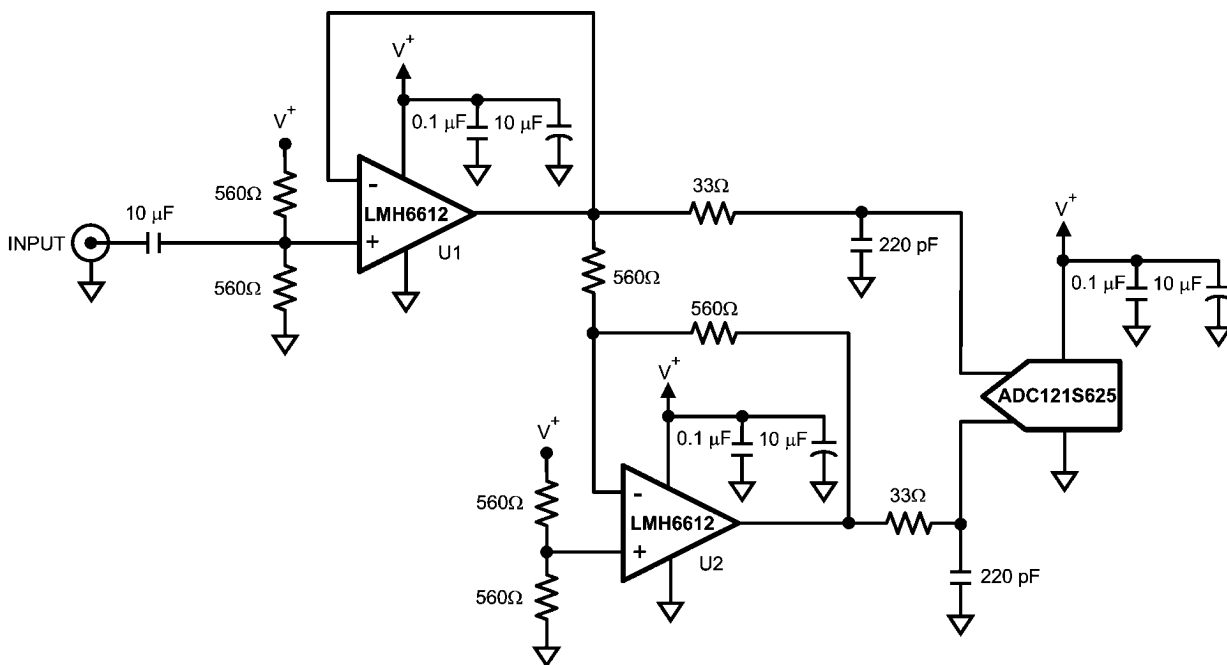 V+
0.1 µF
10 µF
V+
560Ω
10 µF
-
LMH6612
INPUT
+
U1
560Ω
33Ω
220 pF
V+
0.1 µF
10 µF
560Ω
560Ω
V+
ADC121S625
0.1 µF
10 µF
V+
560Ω
-
LMH6612
33Ω
+
U2
560Ω
220 pF